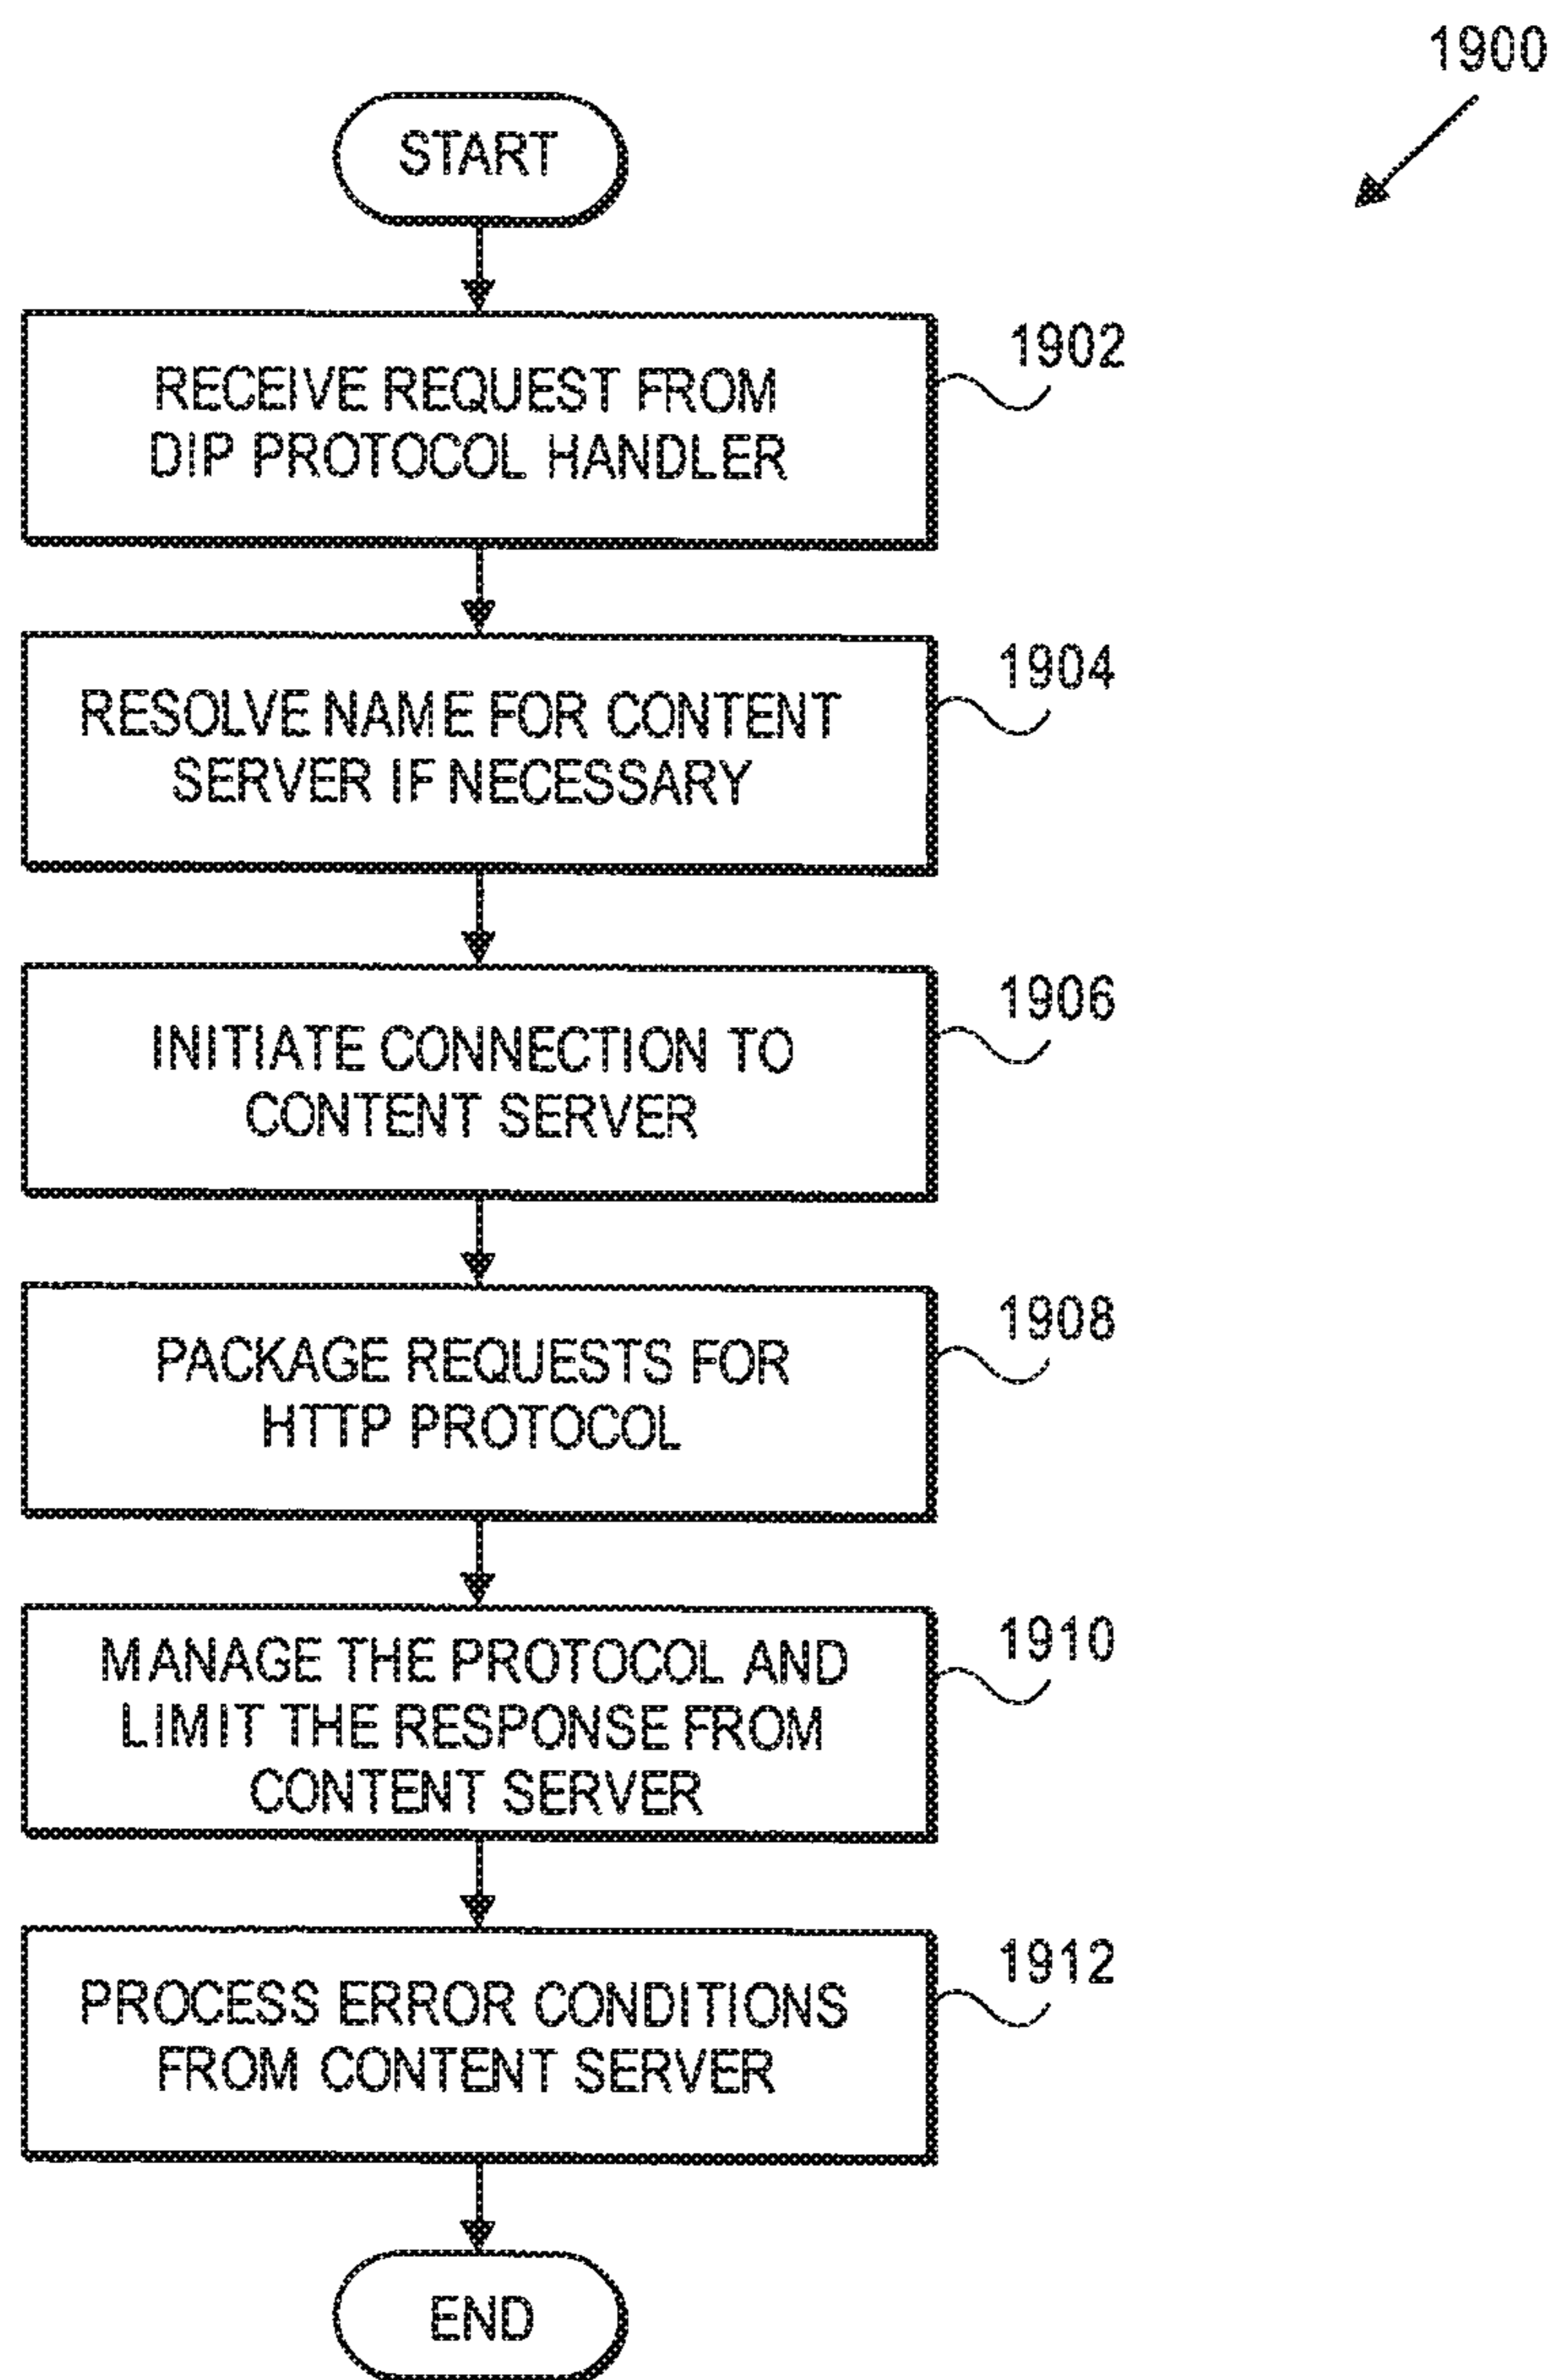 1900
START
RECEIVE REQUEST FROM
DIP PROTOCOL HANDLER
1902
RESOLVE NAME FOR CONTENT
SERVER IF NECESSARY
1904
INITIATE CONNECTION TO
CONTENT SERVER
1906
PACKAGE REQUESTS FOR
HTTP PROTOCOL
1908
MANAGE THE PROTOCOL AND
LIMIT THE RESPONSE FROM
CONTENT SERVER
1910
PROCESS ERROR CONDITIONS
FROM CONTENT SERVER
1912
END